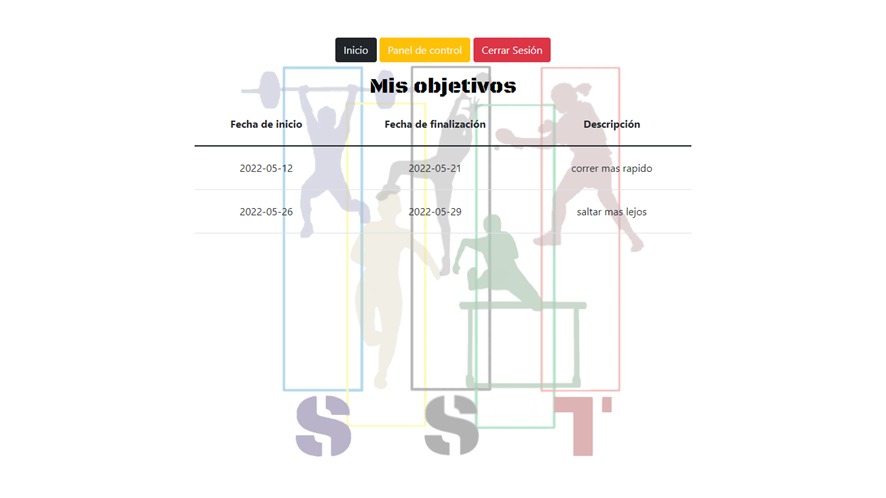 Inicio Panel de control Cerrar Sesión
Mis objetivos
Fecha de inicio Fecha de finalización Descripción
2022-05-12 2022-05-21 correr mas rapido
2022-05-26 2022-05-29 saltar mas lejos
S S T